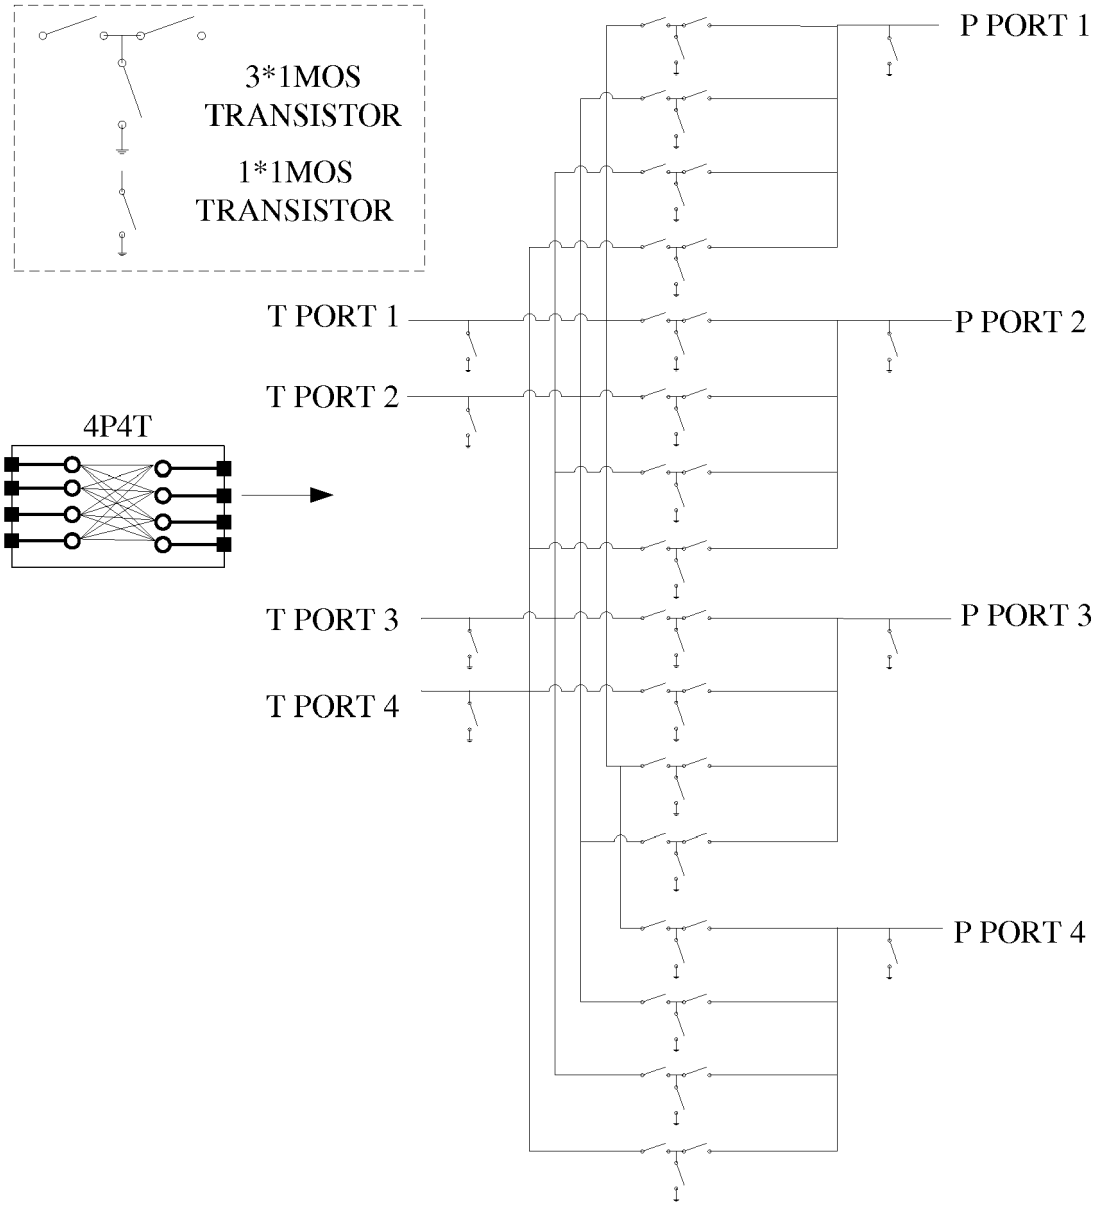 3*1MOS
TRANSISTOR
1*1MOS
TRANSISTOR
P PORT 1
T PORT 1
P PORT 2
T PORT 2
4P4T
T PORT 3
P PORT 3
T PORT 4
P PORT 4